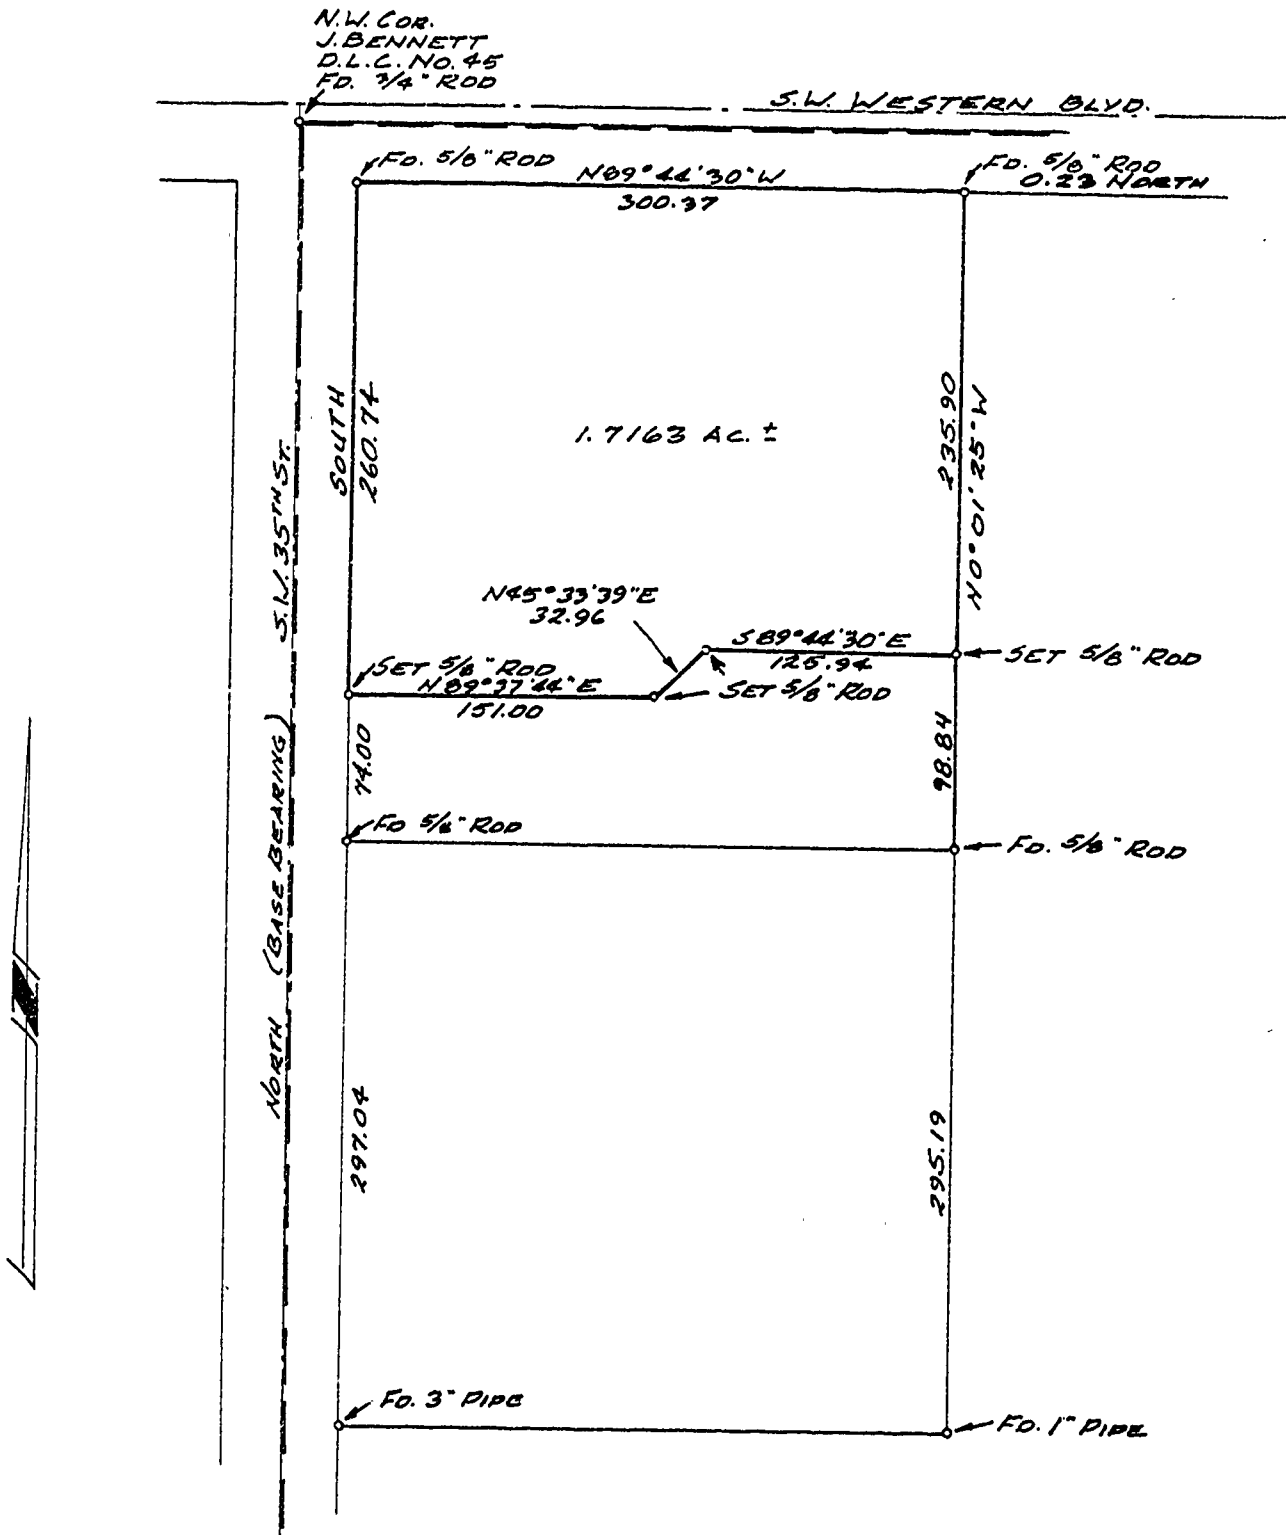 N.W. COR.
J. BENNETT
D.L.C. NO. 45
FD. 3/4" ROD
S.W. WESTERN BLVD.
FD. 5/8" ROD
N89°44'30"W
300.37
FD. 5/8" ROD
0.23 NORTH
SOUTH
260.74
1.7163 AC. ±
235.90
N0°01'25"W
S.W. 35TH ST.
N45°33'39"E
32.96
S89°44'30"E
125.94
SET 5/8" ROD
SET 5/8" ROD
N89°37'44"E
151.00
SET 5/8" ROD
NORTH (BASE BEARING)
74.00
98.84
FD 5/8" ROD
FD. 5/8" ROD
297.04
295.19
FD. 3" PIPE
FD. 1" PIPE